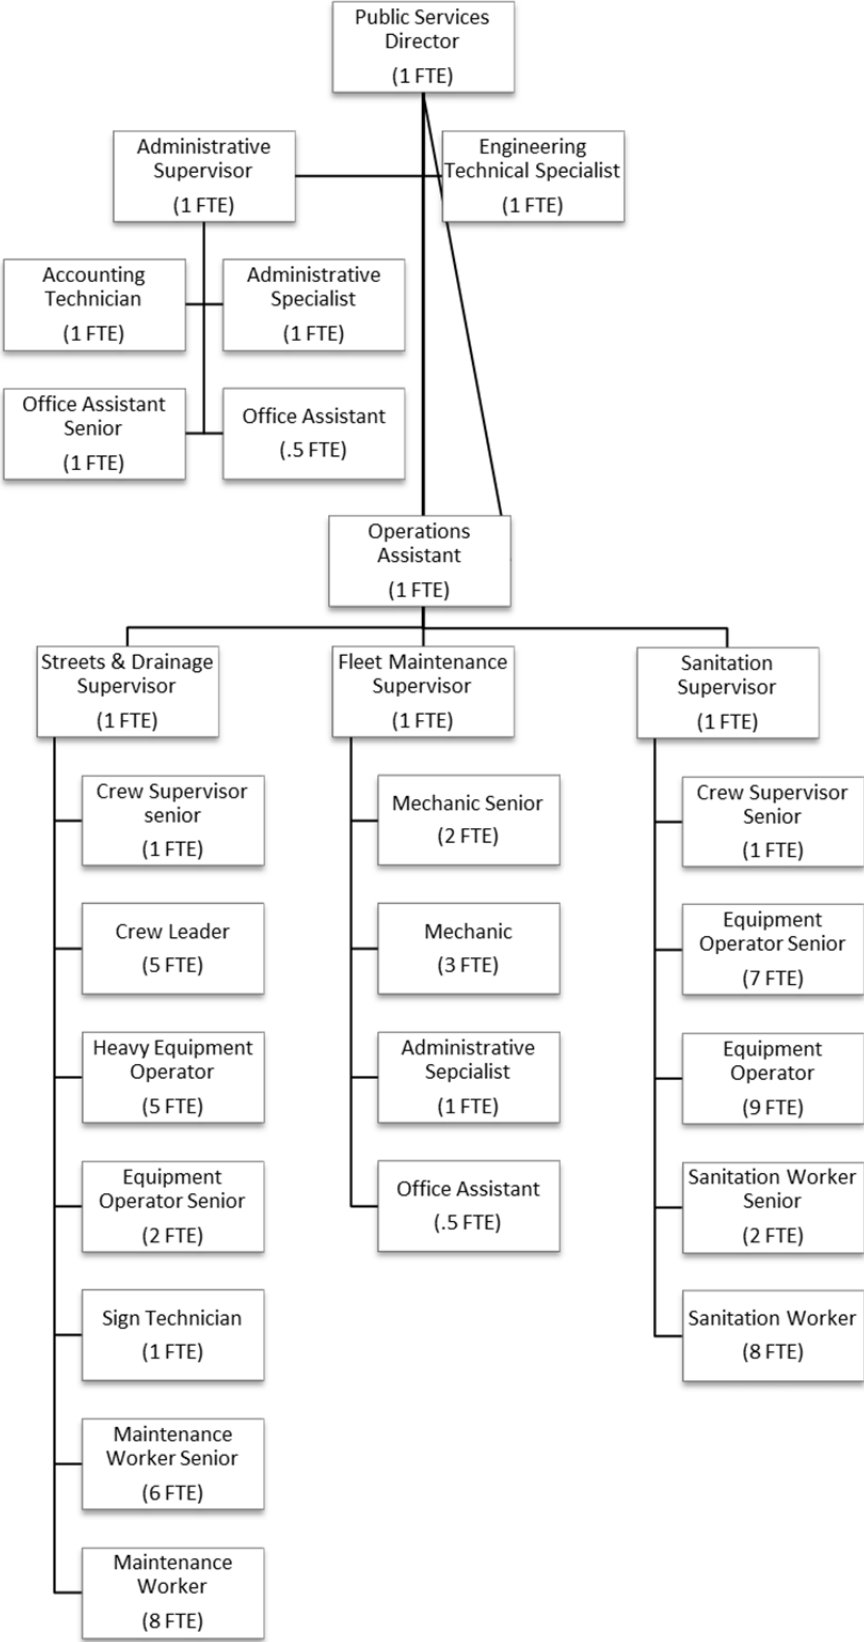 Public Services
Director
(1 FTE)
Administrative
Supervisor
(1 FTE)
Engineering
Technical Specialist
(1 FTE)
Accounting
Technician
(1 FTE)
Administrative
Specialist
(1 FTE)
Office Assistant
Senior
(1 FTE)
Office Assistant
(.5 FTE)
Operations
Assistant
(1 FTE)
Streets & Drainage
Supervisor
(1 FTE)
Crew Supervisor
senior
(1 FTE)
Crew Leader
(5 FTE)
Heavy Equipment
Operator
(5 FTE)
Equipment
Operator Senior
(2 FTE)
Sign Technician
(1 FTE)
Maintenance
Worker Senior
(6 FTE)
Maintenance
Worker
(8 FTE)
Fleet Maintenance
Supervisor
(1 FTE)
Mechanic Senior
(2 FTE)
Mechanic
(3 FTE)
Administrative
Sepcialist
(1 FTE)
Office Assistant
(.5 FTE)
Sanitation
Supervisor
(1 FTE)
Crew Supervisor
Senior
(1 FTE)
Equipment
Operator Senior
(7 FTE)
Equipment
Operator
(9 FTE)
Sanitation Worker
Senior
(2 FTE)
Sanitation Worker
(8 FTE)